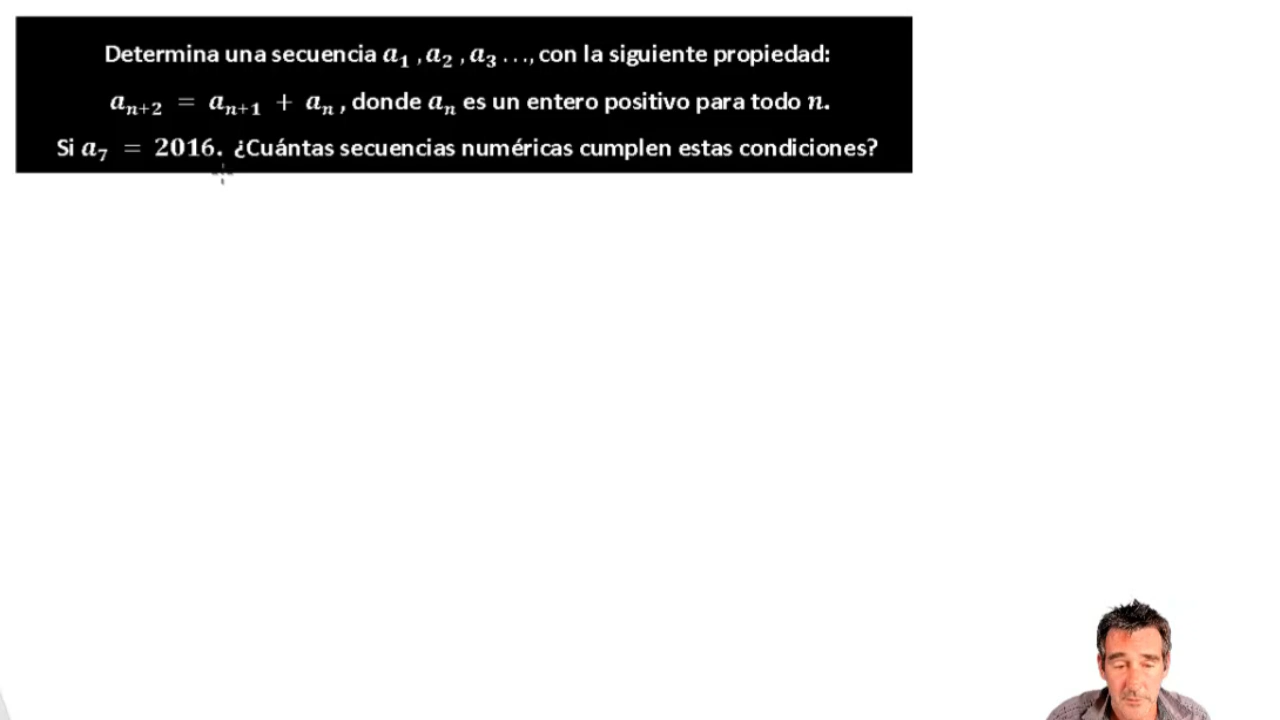 Determina una secuencia a₁ , a₂ , a₃ . . ., con la siguiente propiedad:
aₙ₊₂ = aₙ₊₁ + aₙ , donde aₙ es un entero positivo para todo n.
Si a₇ = 2016. ¿Cuántas secuencias numéricas cumplen estas condiciones?